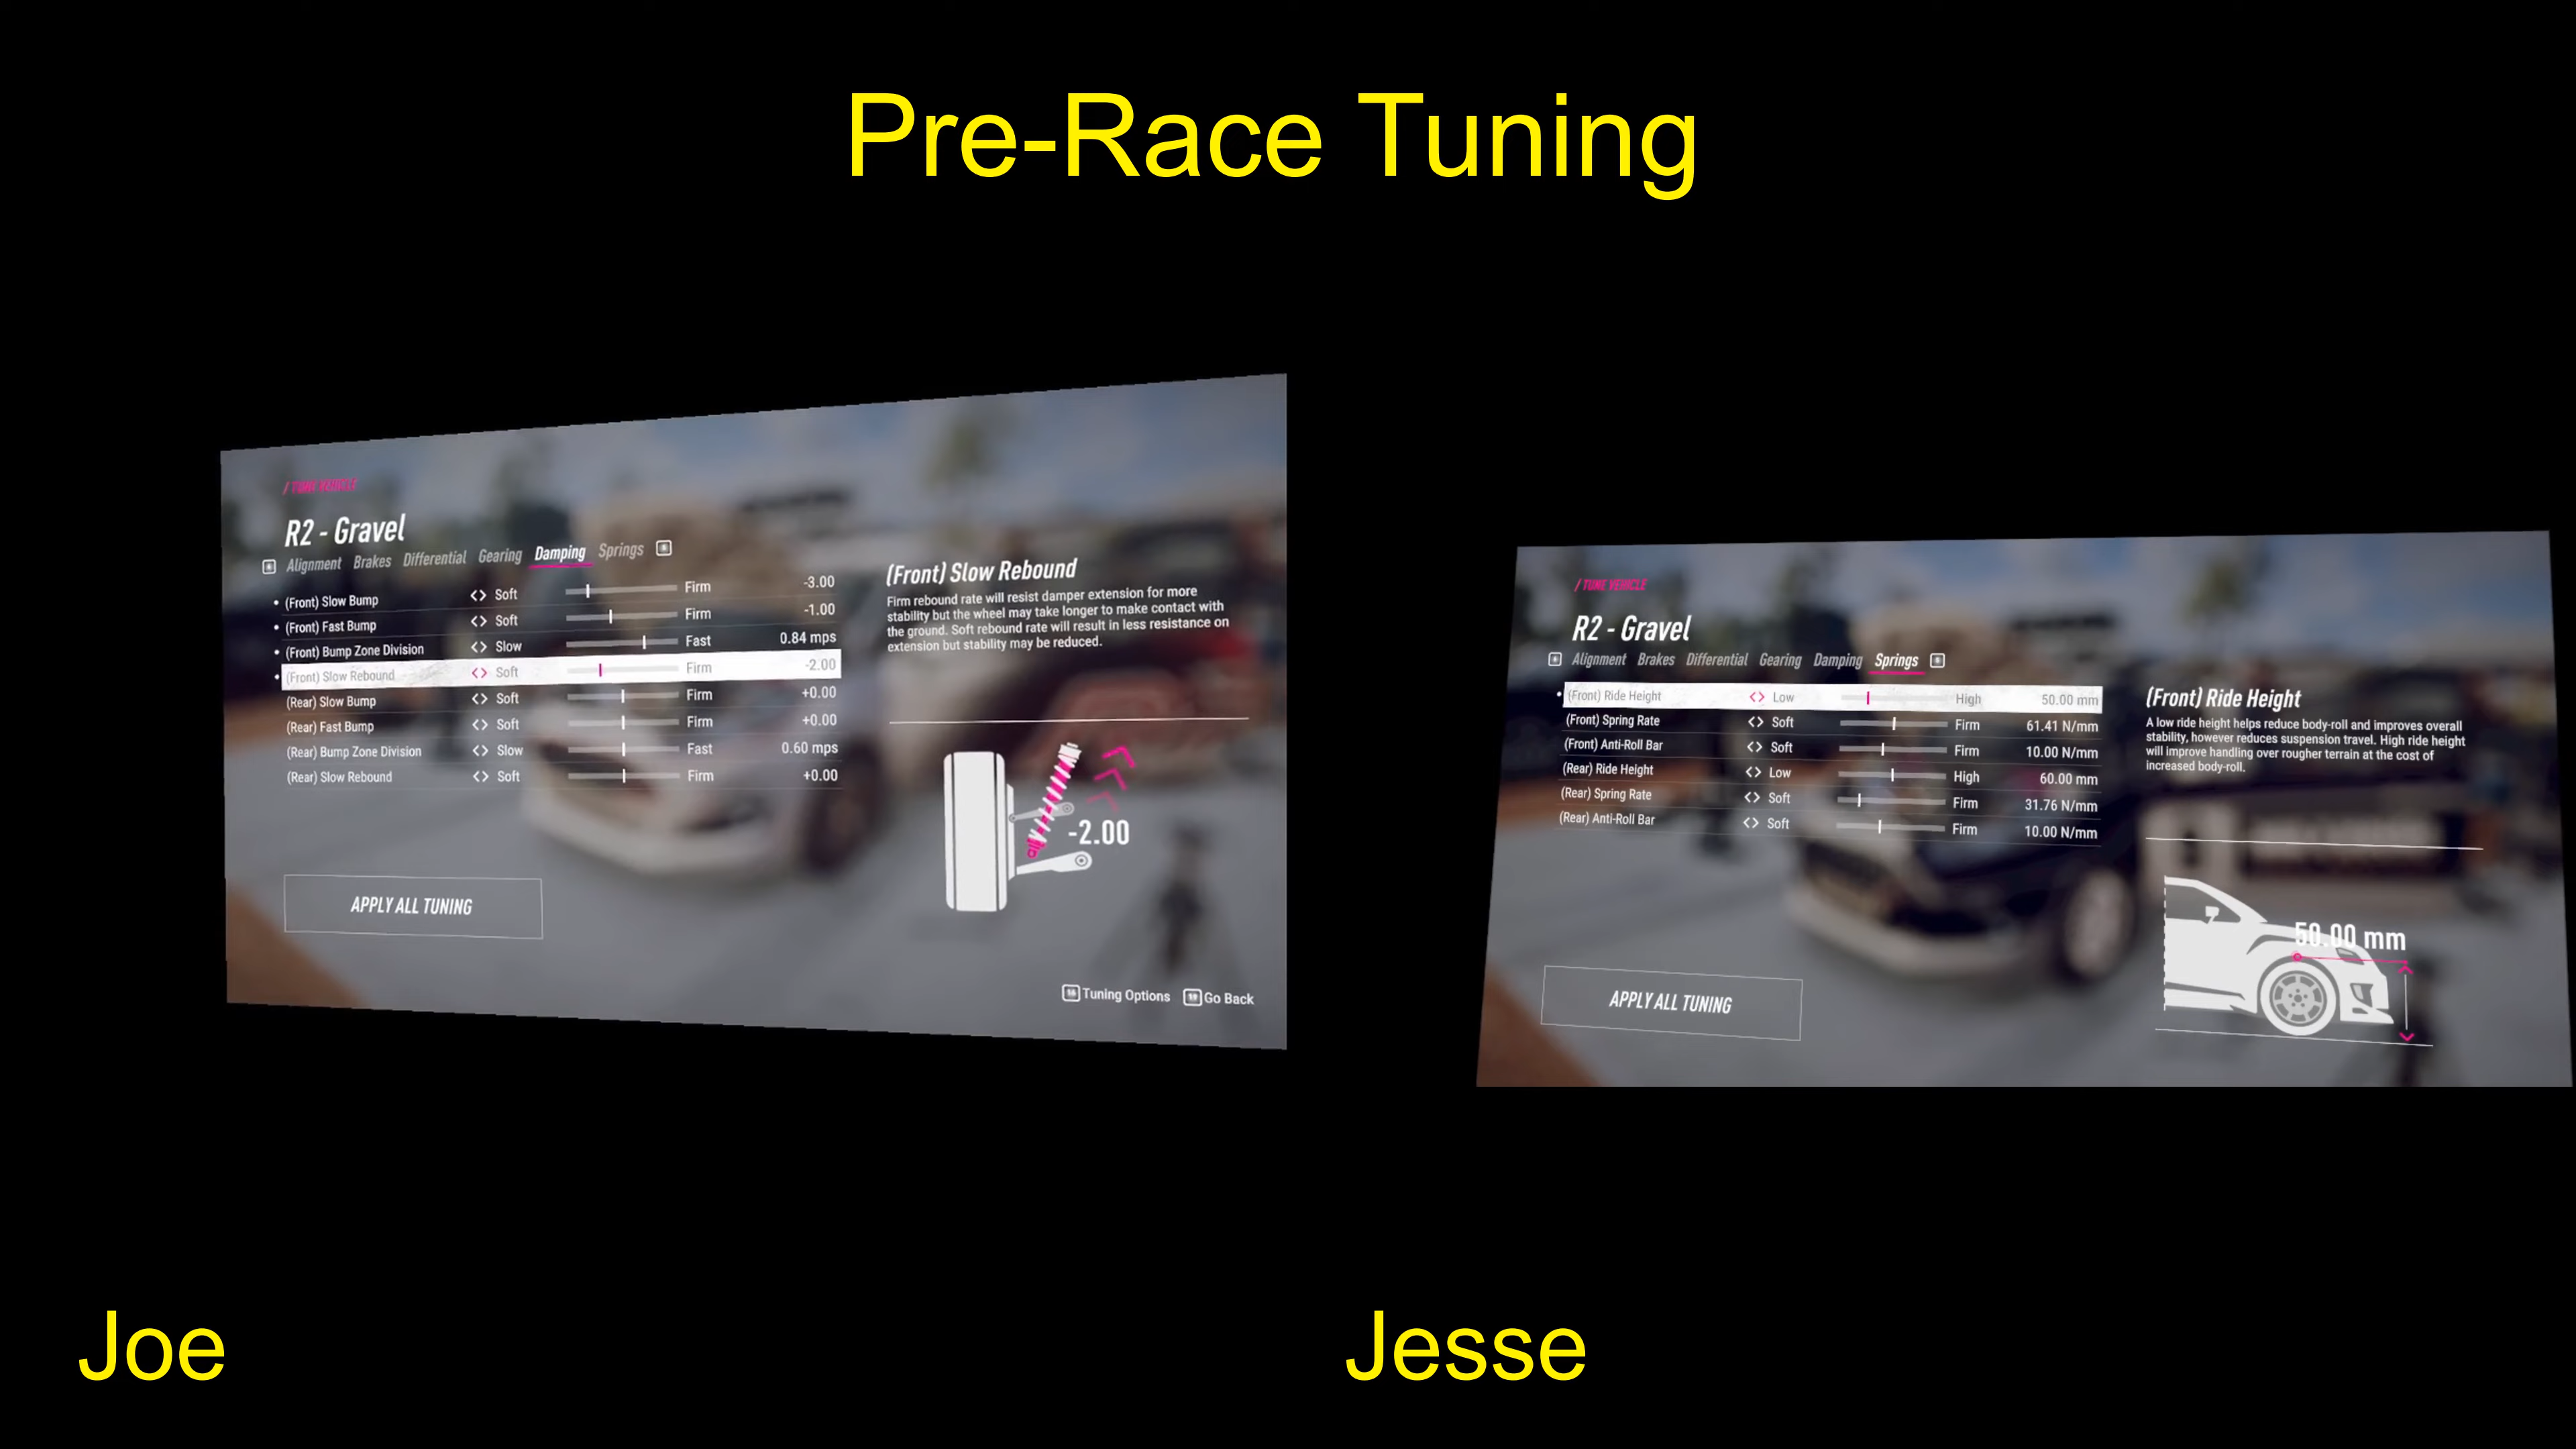 Pre-Race Tuning
/ TUNE VEHICLE
R2 - Gravel
Alignment Brakes Differential Gearing Damping Springs
(Front) Slow Bump <> Soft Firm -3.00
(Front) Fast Bump <> Soft Firm -1.00
(Front) Bump Zone Division <> Slow Fast 0.84 mps
(Front) Slow Rebound <> Soft Firm -2.00
(Rear) Slow Bump <> Soft Firm +0.00
(Rear) Fast Bump <> Soft Firm +0.00
(Rear) Bump Zone Division <> Slow Fast 0.60 mps
(Rear) Slow Rebound <> Soft Firm +0.00
APPLY ALL TUNING
(Front) Slow Rebound
Firm rebound rate will resist damper extension for more
stability but the wheel may take longer to make contact with
the ground. Soft rebound rate will result in less resistance on
extension but stability may be reduced.
-2.00
Tuning Options Go Back
/ TUNE VEHICLE
R2 - Gravel
Alignment Brakes Differential Gearing Damping Springs
(Front) Ride Height <> Low High 50.00 mm
(Front) Spring Rate <> Soft Firm 61.41 N/mm
(Front) Anti-Roll Bar <> Soft Firm 10.00 N/mm
(Rear) Ride Height <> Low High 60.00 mm
(Rear) Spring Rate <> Soft Firm 31.76 N/mm
(Rear) Anti-Roll Bar <> Soft Firm 10.00 N/mm
APPLY ALL TUNING
(Front) Ride Height
A low ride height helps reduce body-roll and improves overall
stability, however reduces suspension travel. High ride height
will improve handling over rougher terrain at the cost of
increased body-roll.
50.00 mm
Joe
Jesse